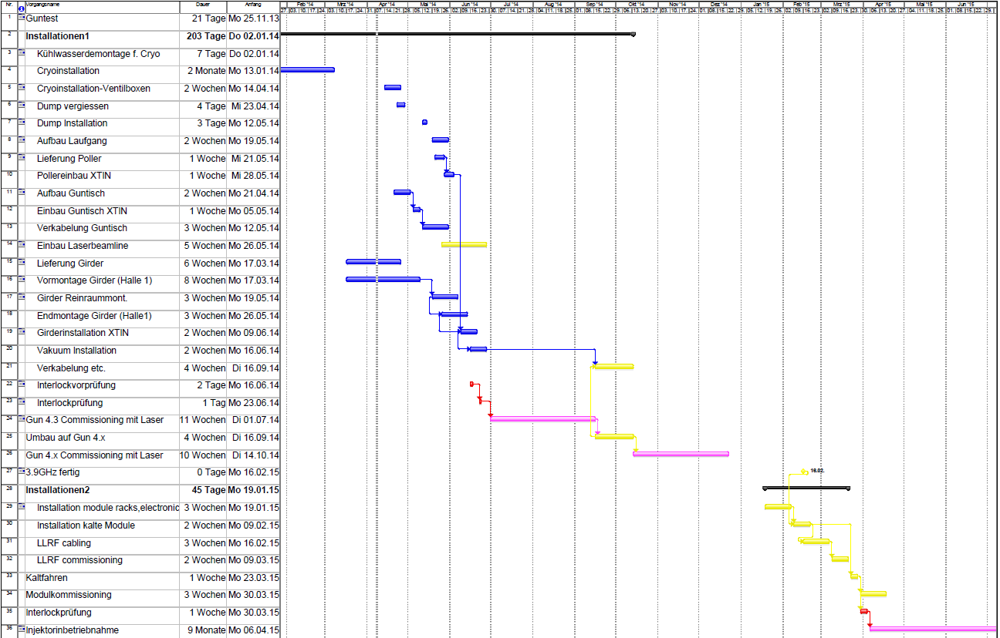 Nr. Vorgangsname Dauer Anfang Feb '14 Mrz '14 Apr '14 Mai '14 Jun '14 Jul '14 Aug '14 Sep '14 Okt '14 Nov '14 Dez '14 Jan '15 Feb '15 Mrz '15 Apr '15 Mai '15 Jun '15
1 Guntest 21 Tage Mo 25.11.13
2 Installationen1 203 Tage Do 02.01.14
3 Kühlwasserdemontage f. Cryo 7 Tage Do 02.01.14
4 Cryoinstallation 2 Monate Mo 13.01.14
5 Cryoinstallation-Ventilboxen 2 Wochen Mo 14.04.14
6 Dump vergiessen 4 Tage Mi 23.04.14
7 Dump Installation 3 Tage Mo 12.05.14
8 Aufbau Laufgang 2 Wochen Mo 19.05.14
9 Lieferung Poller 1 Woche Mi 21.05.14
10 Pollereinbau XTIN 1 Woche Mi 28.05.14
11 Aufbau Guntisch 2 Wochen Mo 21.04.14
12 Einbau Guntisch XTIN 1 Woche Mo 05.05.14
13 Verkabelung Guntisch 3 Wochen Mo 12.05.14
14 Einbau Laserbeamline 5 Wochen Mo 26.05.14
15 Lieferung Girder 6 Wochen Mo 17.03.14
16 Vormontage Girder (Halle 1) 8 Wochen Mo 17.03.14
17 Girder Reinraummont. 3 Wochen Mo 19.05.14
18 Endmontage Girder (Halle1) 3 Wochen Mo 26.05.14
19 Girderinstallation XTIN 2 Wochen Mo 09.06.14
20 Vakuum Installation 2 Wochen Mo 16.06.14
21 Verkabelung etc. 4 Wochen Di 16.09.14
22 Interlockvorprüfung 2 Tage Mo 16.06.14
23 Interlockprüfung 1 Tag Mo 23.06.14
24 Gun 4.3 Commissioning mit Laser 11 Wochen Di 01.07.14
25 Umbau auf Gun 4.x 4 Wochen Di 16.09.14
26 Gun 4.x Commissioning mit Laser 10 Wochen Di 14.10.14
27 3.9GHz fertig 0 Tage Mo 16.02.15 16.02.
28 Installationen2 45 Tage Mo 19.01.15
29 Installation module racks,electronic 3 Wochen Mo 19.01.15
30 Installation kalte Module 2 Wochen Mo 09.02.15
31 LLRF cabling 3 Wochen Mo 16.02.15
32 LLRF commissioning 2 Wochen Mo 09.03.15
33 Kaltfahren 1 Woche Mo 23.03.15
34 Modulkommissioning 3 Wochen Mo 30.03.15
35 Interlockprüfung 1 Woche Mo 30.03.15
36 Injektorinbetriebnahme 9 Monate Mo 06.04.15